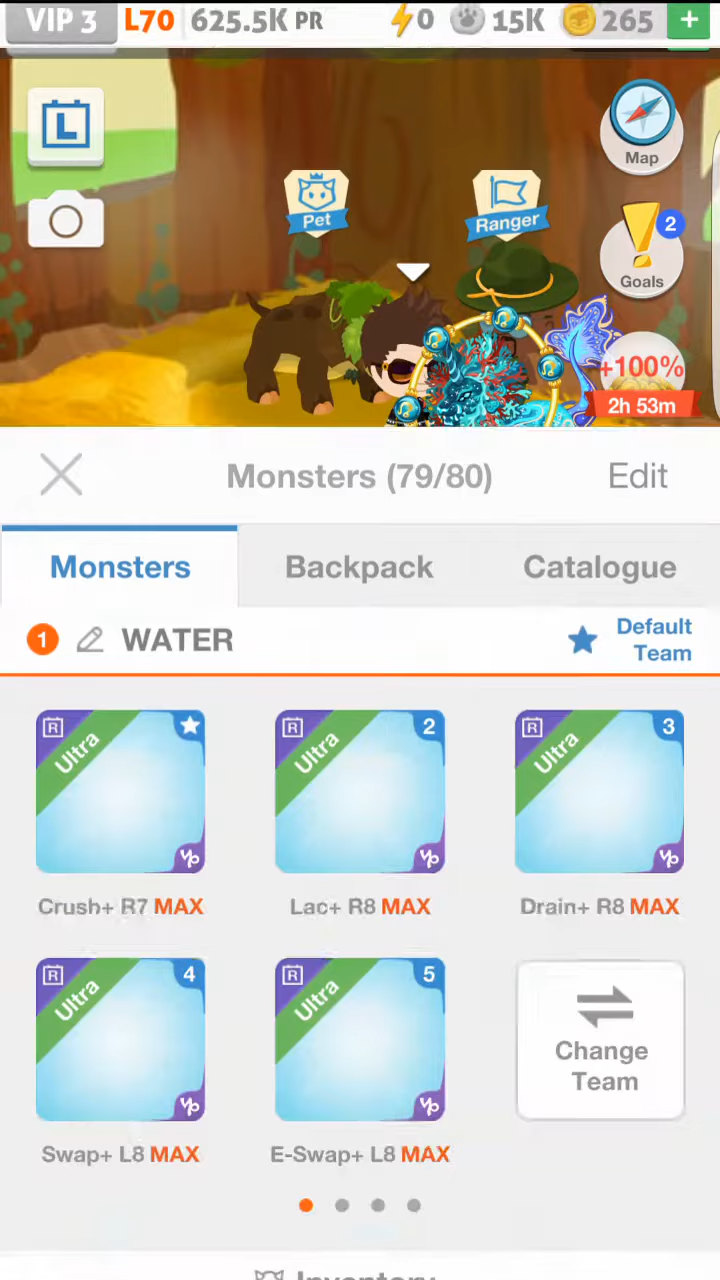 VIP 3 L70 625.5K PR 0 15K 265 +
L
Map
Pet
Ranger
2
Goals
+100%
2h 53m
Monsters (79/80) Edit
Monsters Backpack Catalogue
1 WATER Default Team
R Ultra R Ultra 2 R Ultra 3
Crush+ R7 MAX Lac+ R8 MAX Drain+ R8 MAX
R Ultra 4 R Ultra 5
Change
Team
Swap+ L8 MAX E-Swap+ L8 MAX
Inventory